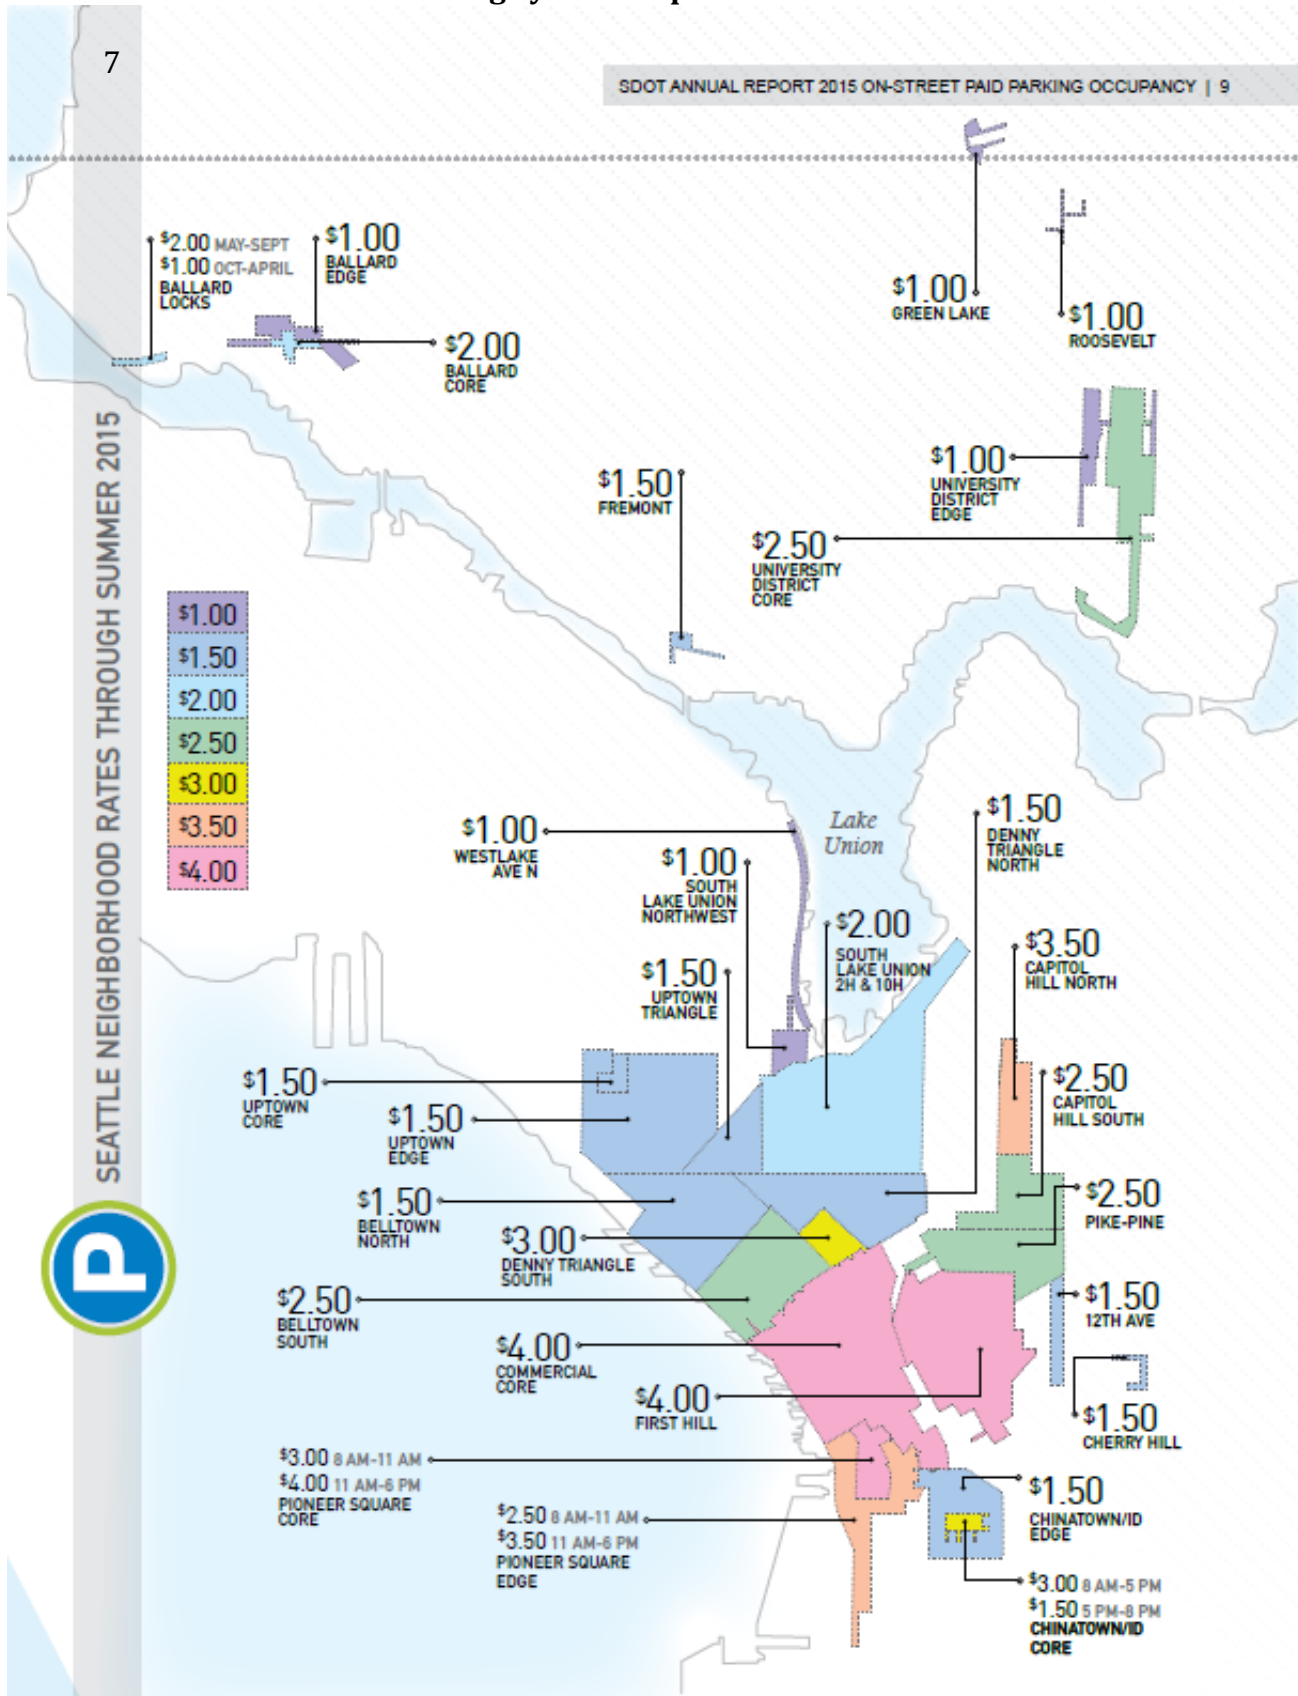 7
SDOT ANNUAL REPORT 2015 ON-STREET PAID PARKING OCCUPANCY | 9
SEATTLE NEIGHBORHOOD RATES THROUGH SUMMER 2015
P
$2.00 MAY-SEPT
$1.00 OCT-APRIL
BALLARD
LOCKS
$1.00
BALLARD
EDGE
$2.00
BALLARD
CORE
$1.00
GREEN LAKE
$1.00
ROOSEVELT
$1.00
UNIVERSITY
DISTRICT
EDGE
$1.50
FREMONT
$2.50
UNIVERSITY
DISTRICT
CORE
$1.00
$1.50
$2.00
$2.50
$3.00
$3.50
$4.00
Lake
Union
$1.00
WESTLAKE
AVE N
$1.00
SOUTH
LAKE UNION
NORTHWEST
$1.50
DENNY
TRIANGLE
NORTH
$2.00
SOUTH
LAKE UNION
2H & 10H
$3.50
CAPITOL
HILL NORTH
$1.50
UPTOWN
TRIANGLE
$1.50
UPTOWN
CORE
$1.50
UPTOWN
EDGE
$2.50
CAPITOL
HILL SOUTH
$1.50
BELLTOWN
NORTH
$2.50
PIKE-PINE
$3.00
DENNY TRIANGLE
SOUTH
$2.50
BELLTOWN
SOUTH
$1.50
12TH AVE
$4.00
COMMERCIAL
CORE
$4.00
FIRST HILL
$1.50
CHERRY HILL
$3.00 8 AM-11 AM
$4.00 11 AM-6 PM
PIONEER SQUARE
CORE
$2.50 8 AM-11 AM
$3.50 11 AM-6 PM
PIONEER SQUARE
EDGE
$1.50
CHINATOWN/ID
EDGE
$3.00 8 AM-5 PM
$1.50 5 PM-8 PM
CHINATOWN/ID
CORE